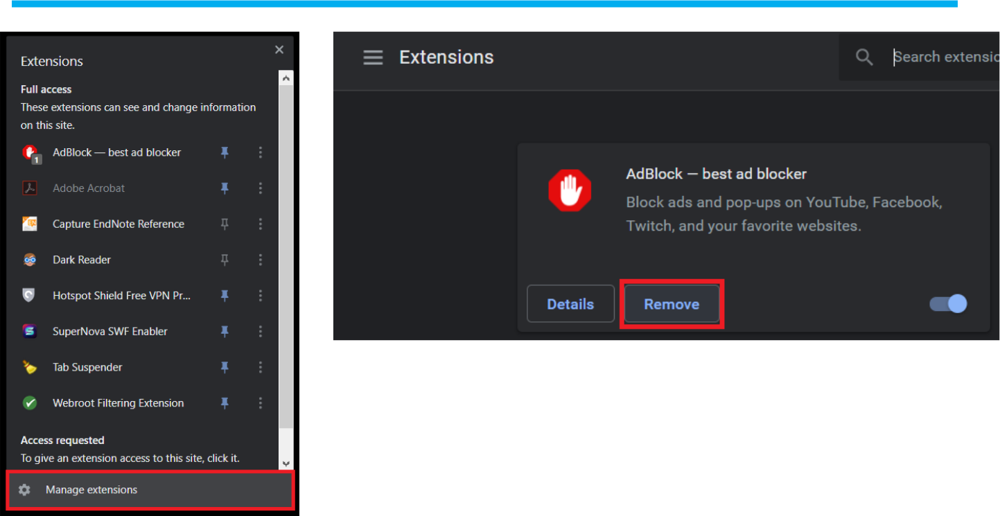 Extensions
Full access
These extensions can see and change information
on this site.
1
AdBlock — best ad blocker
Adobe Acrobat
Capture EndNote Reference
Dark Reader
Hotspot Shield Free VPN Pr...
SuperNova SWF Enabler
Tab Suspender
Webroot Filtering Extension
Access requested
To give an extension access to this site, click it.
Manage extensions
Extensions
Search extensio
AdBlock — best ad blocker
Block ads and pop-ups on YouTube, Facebook,
Twitch, and your favorite websites.
Details
Remove